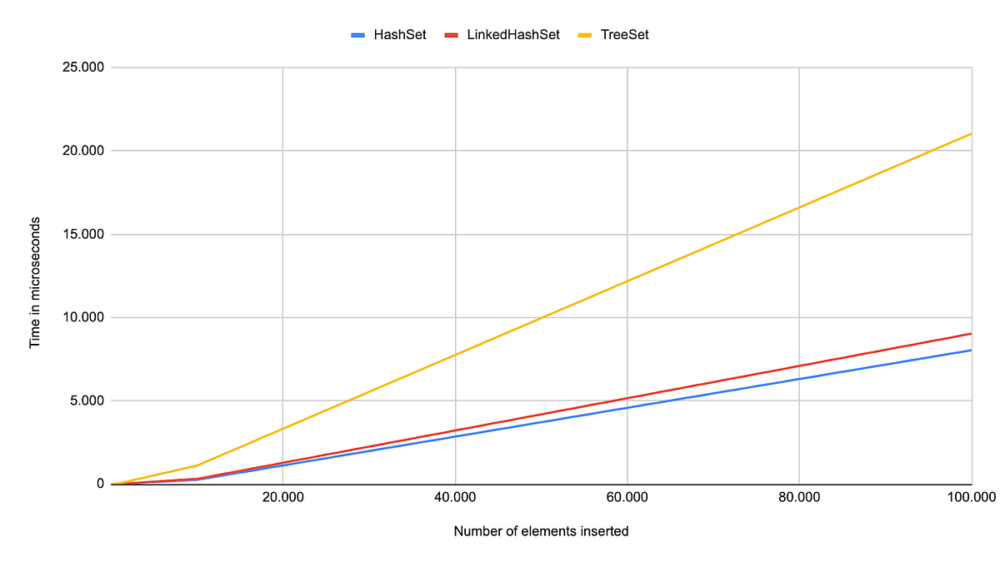 HashSet LinkedHashSet TreeSet
25.000
20.000
15.000
10.000
5.000
0
Time in microseconds
20.000 40.000 60.000 80.000 100.000
Number of elements inserted